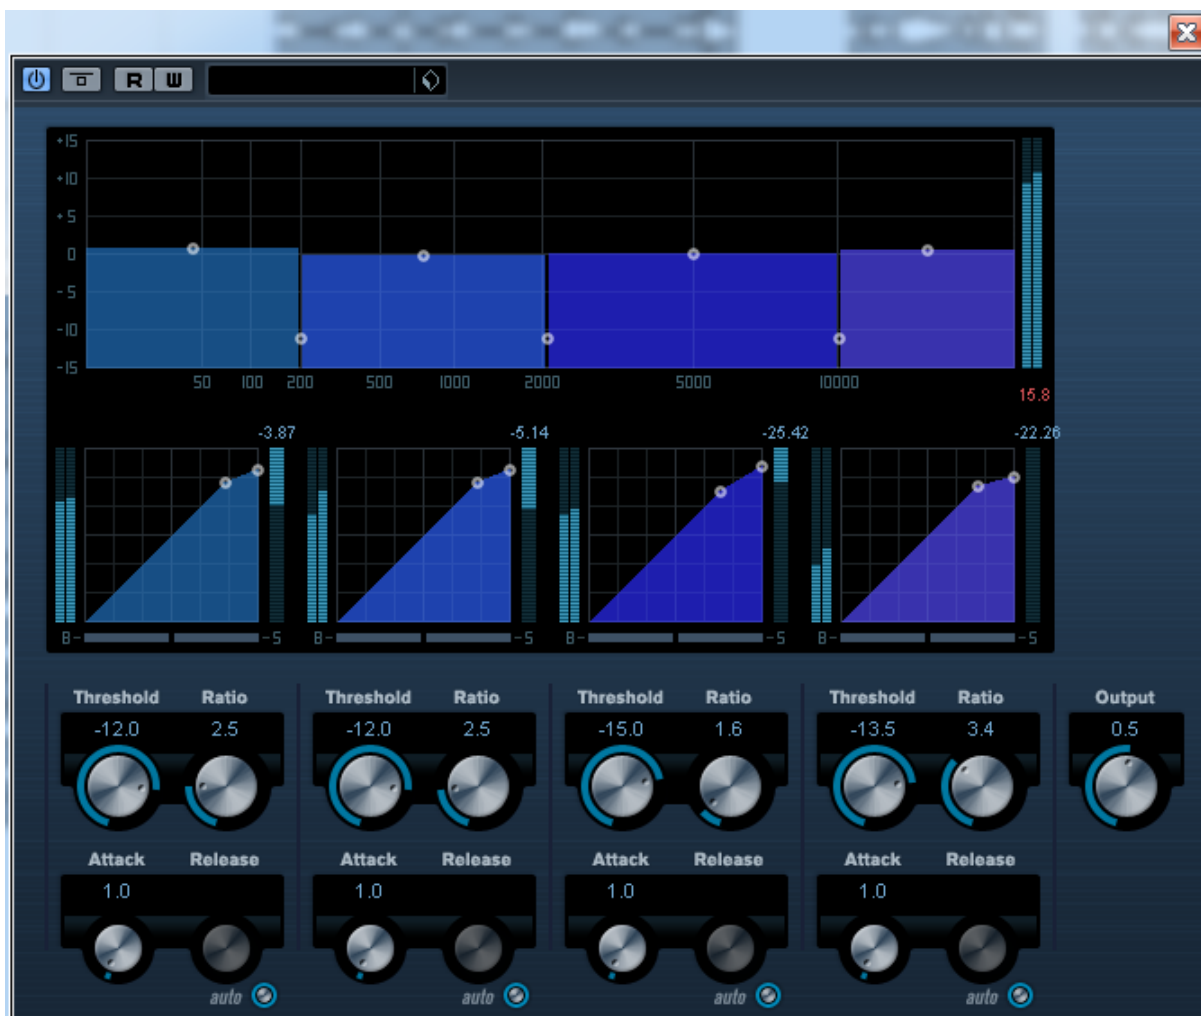 R W
+15
+10
+5
0
-5
-10
-15
50 100 200 500 1000 2000 5000 10000
15.8
-3.87 -5.14 -25.42 -22.26
B- -S B- -S B- -S B- -S
Threshold Ratio Threshold Ratio Threshold Ratio Threshold Ratio Output
-12.0 2.5 -12.0 2.5 -15.0 1.6 -13.5 3.4 0.5
Attack Release Attack Release Attack Release Attack Release
1.0 1.0 1.0 1.0
auto auto auto auto